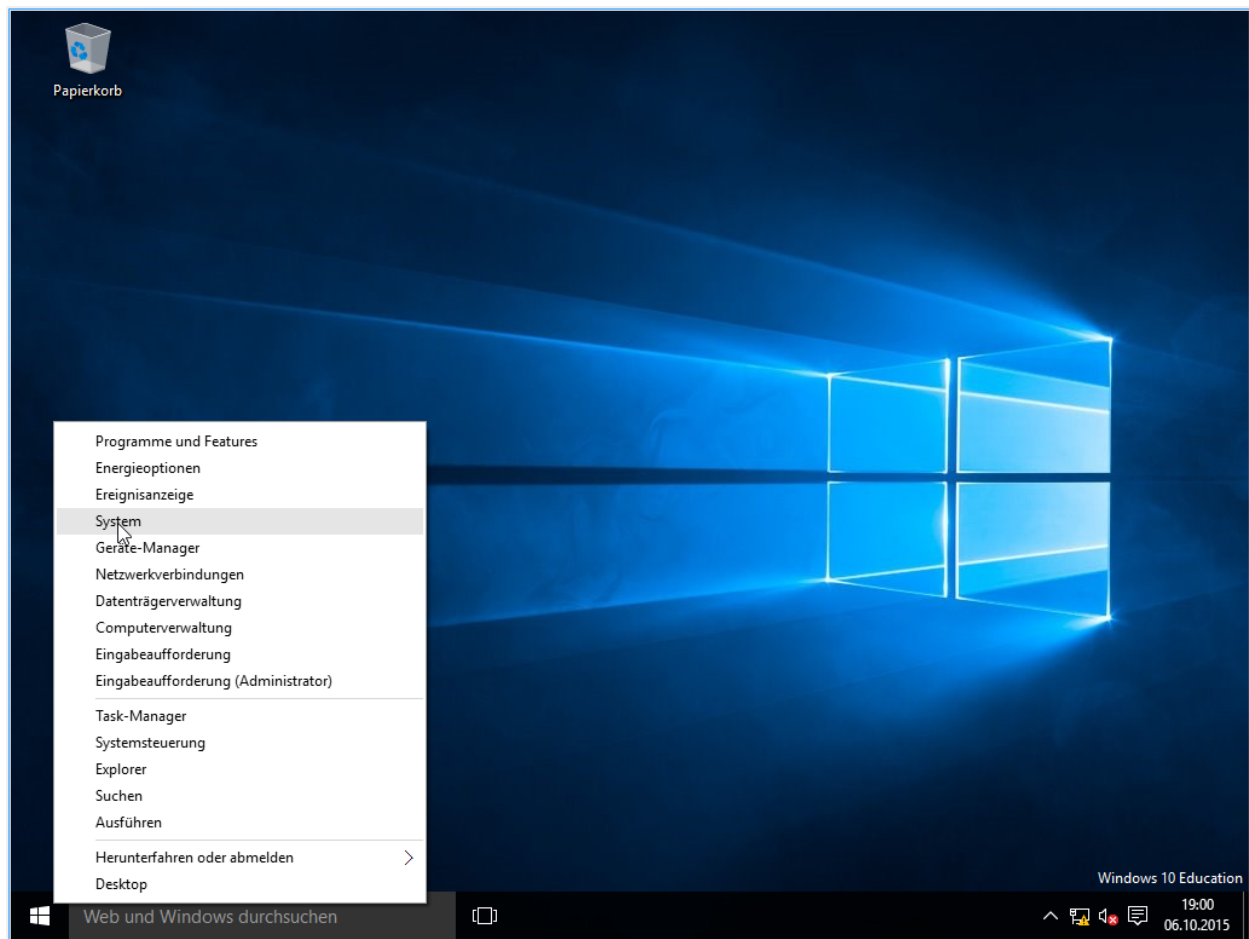 Papierkorb
Programme und Features
Energieoptionen
Ereignisanzeige
System
Geräte-Manager
Netzwerkverbindungen
Datenträgerverwaltung
Computerverwaltung
Eingabeaufforderung
Eingabeaufforderung (Administrator)
Task-Manager
Systemsteuerung
Explorer
Suchen
Ausführen
Herunterfahren oder abmelden
Desktop
Windows 10 Education
Web und Windows durchsuchen
19:00
06.10.2015